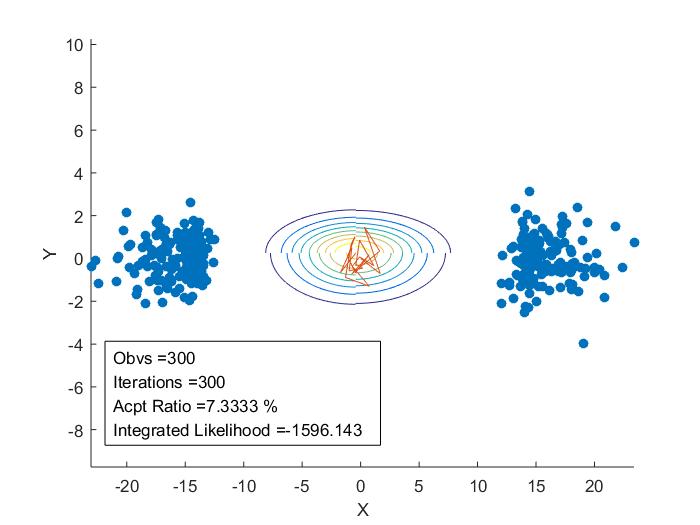 10
8
6
4
2
0
-2
-4
-6
-8
Y
Obvs =300
Iterations =300
Acpt Ratio =7.3333 %
Integrated Likelihood =-1596.143
-20 -15 -10 -5 0 5 10 15 20
X